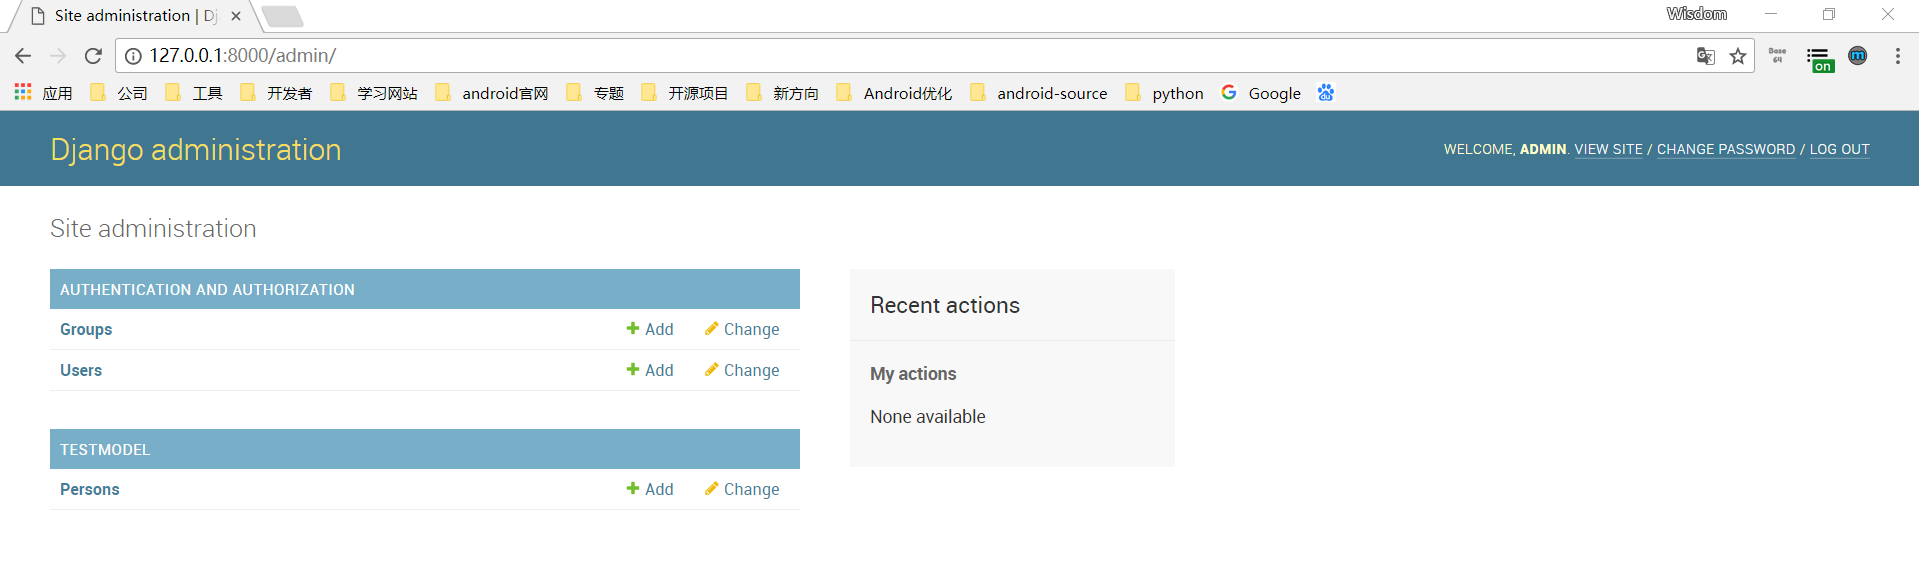 Site administration | Dj
Wisdom
127.0.0.1:8000/admin/
Base
64
on
应用 公司 工具 开发者 学习网站 android官网 专题 开源项目 新方向 Android优化 android-source python Google
Django administration
WELCOME, ADMIN. VIEW SITE / CHANGE PASSWORD / LOG OUT
Site administration
AUTHENTICATION AND AUTHORIZATION
Groups Add Change
Users Add Change
TESTMODEL
Persons Add Change
Recent actions
My actions
None available